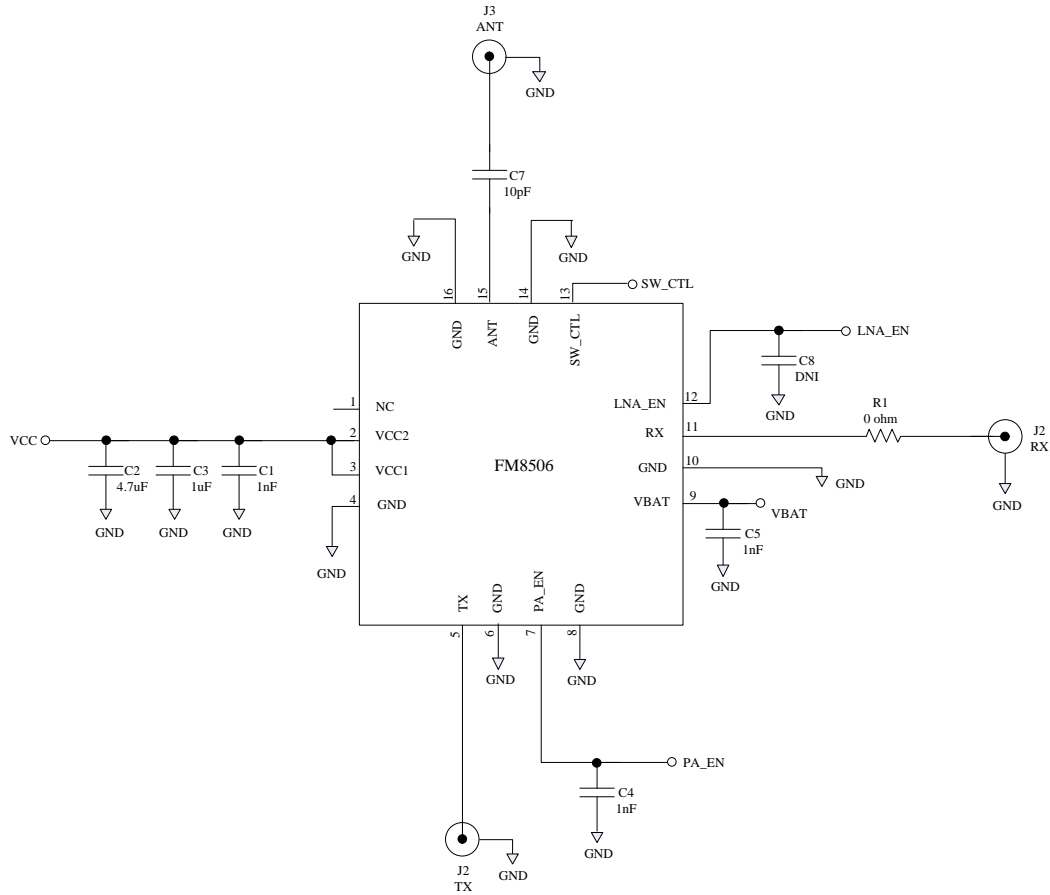 J3
ANT
GND
C7
10pF
GND
GND
16
15
14
13
SW_CTL
GND
ANT
GND
SW_CTL
LNA_EN
C8
DNI
GND
1
NC
LNA_EN
12
R1
0 ohm
VCC
2
VCC2
RX
11
J2
RX
3
VCC1
FM8506
GND
10
GND
C2
4.7uF
C3
1uF
C1
1nF
4
GND
VBAT
9
VBAT
GND
GND
GND
GND
C5
1nF
GND
GND
TX
GND
PA_EN
GND
5
6
7
8
GND
GND
PA_EN
C4
1nF
GND
J2
TX
GND